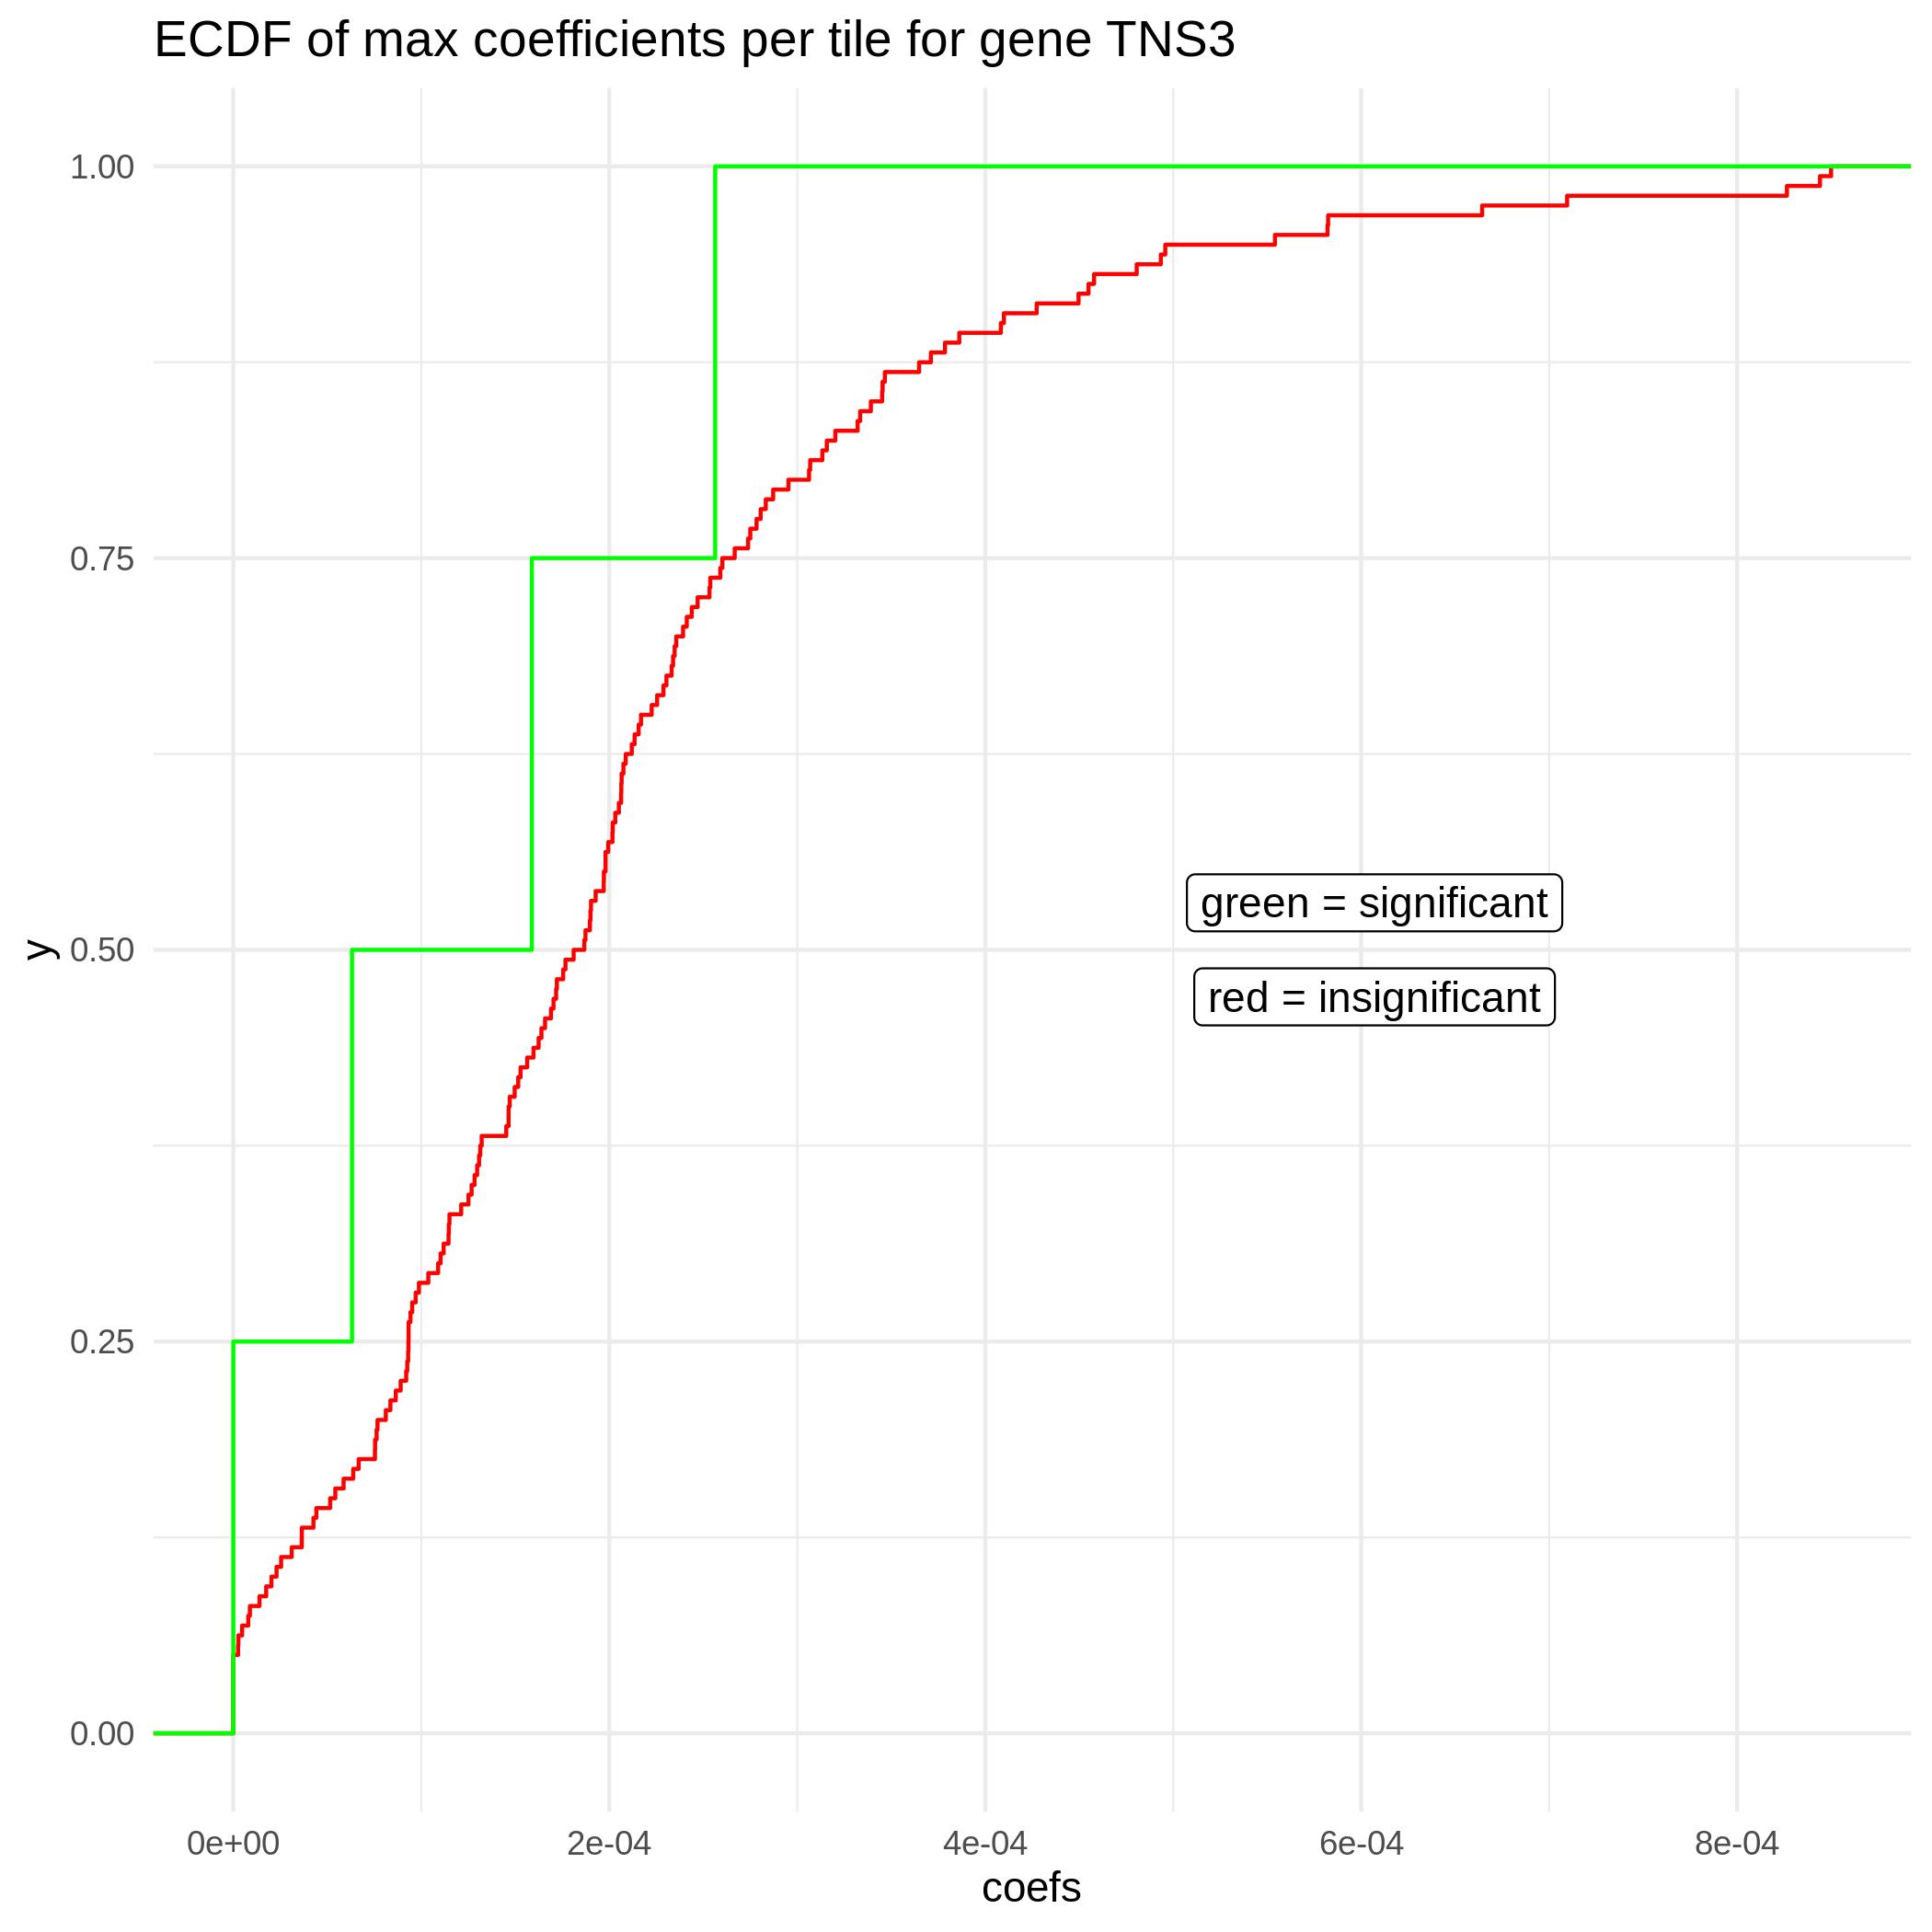 ECDF of max coefficients per tile for gene TNS3
1.00
0.75
0.50
0.25
0.00
y
green = significant
red = insignificant
0e+00 2e-04 4e-04 6e-04 8e-04
coefs